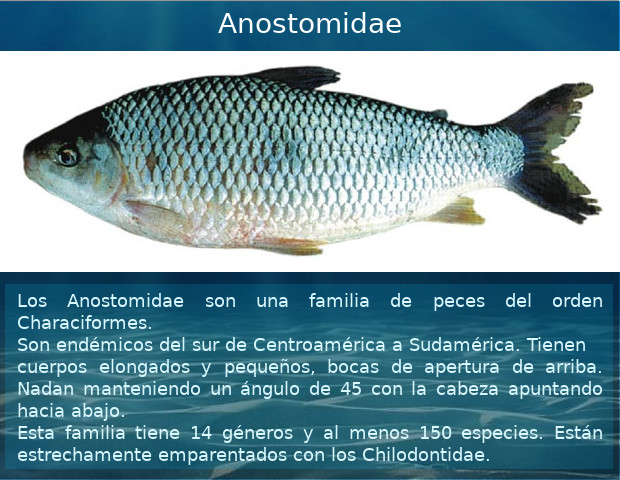 Anostomidae
Los Anostomidae son una familia de peces del orden
Characiformes.
Son endémicos del sur de Centroamérica a Sudamérica. Tienen
cuerpos elongados y pequeños, bocas de apertura de arriba.
Nadan manteniendo un ángulo de 45 con la cabeza apuntando
hacia abajo.
Esta familia tiene 14 géneros y al menos 150 especies. Están
estrechamente emparentados con los Chilodontidae.